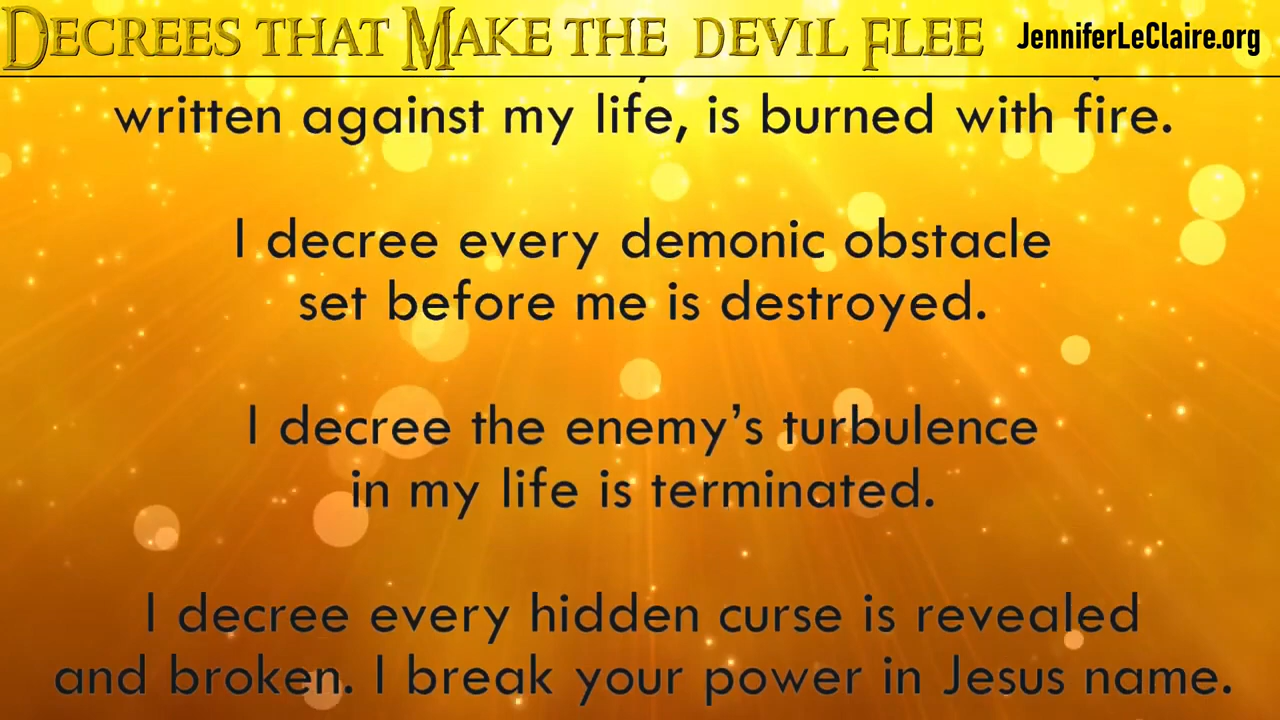 DECREES THAT MAKE THE DEVIL FLEE
JenniferLeClaire.org
written against my life, is burned with fire.
I decree every demonic obstacle
set before me is destroyed.
I decree the enemy’s turbulence
in my life is terminated.
I decree every hidden curse is revealed
and broken. I break your power in Jesus name.